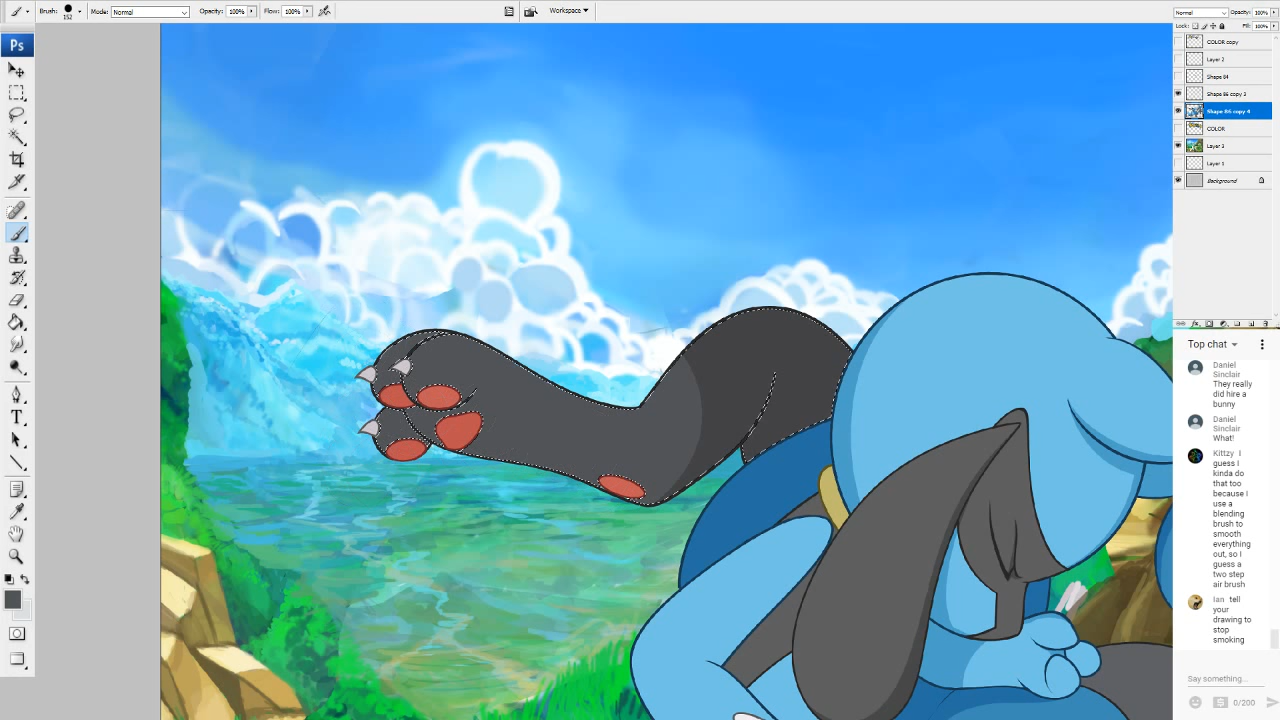 Brush:
152
Mode: Normal
Opacity: 100%
Flow: 100%
Workspace
Ps
T
Normal
Opacity: 100%
Lock:
Fill: 100%
COLOR copy
Layer 2
Shape 84
Shape 86 copy 3
Shape 86 copy 4
COLOR
Layer 3
Layer 1
Background
fx
Top chat
Daniel
Sinclair
They really
did hire a
bunny
Daniel
Sinclair
What!
Kittzy I
guess I
kinda do
that too
because I
use a
blending
brush to
smooth
everything
out, so I
guess a
two step
air brush
Ian tell
your
drawing to
stop
smoking
Say something...
0/200